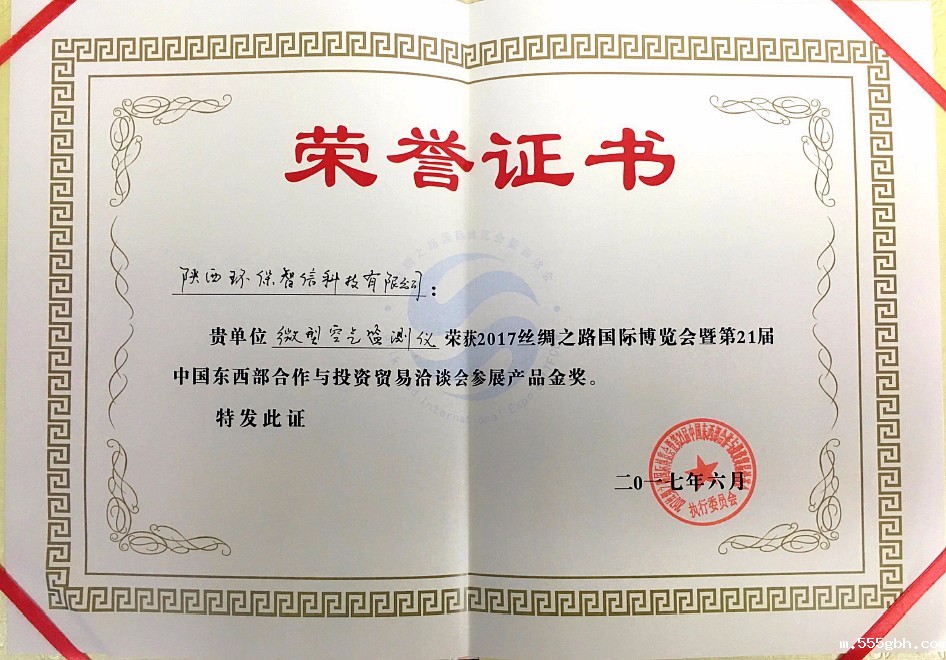 荣誉证书
陕西环保智信科技有限公司：
贵单位 微型空气监测仪 荣获2017丝绸之路国际博览会暨第21届
中国东西部合作与投资贸易洽谈会参展产品金奖。
特发此证
二0一七年六月
执行委员会
m.555gbh.com